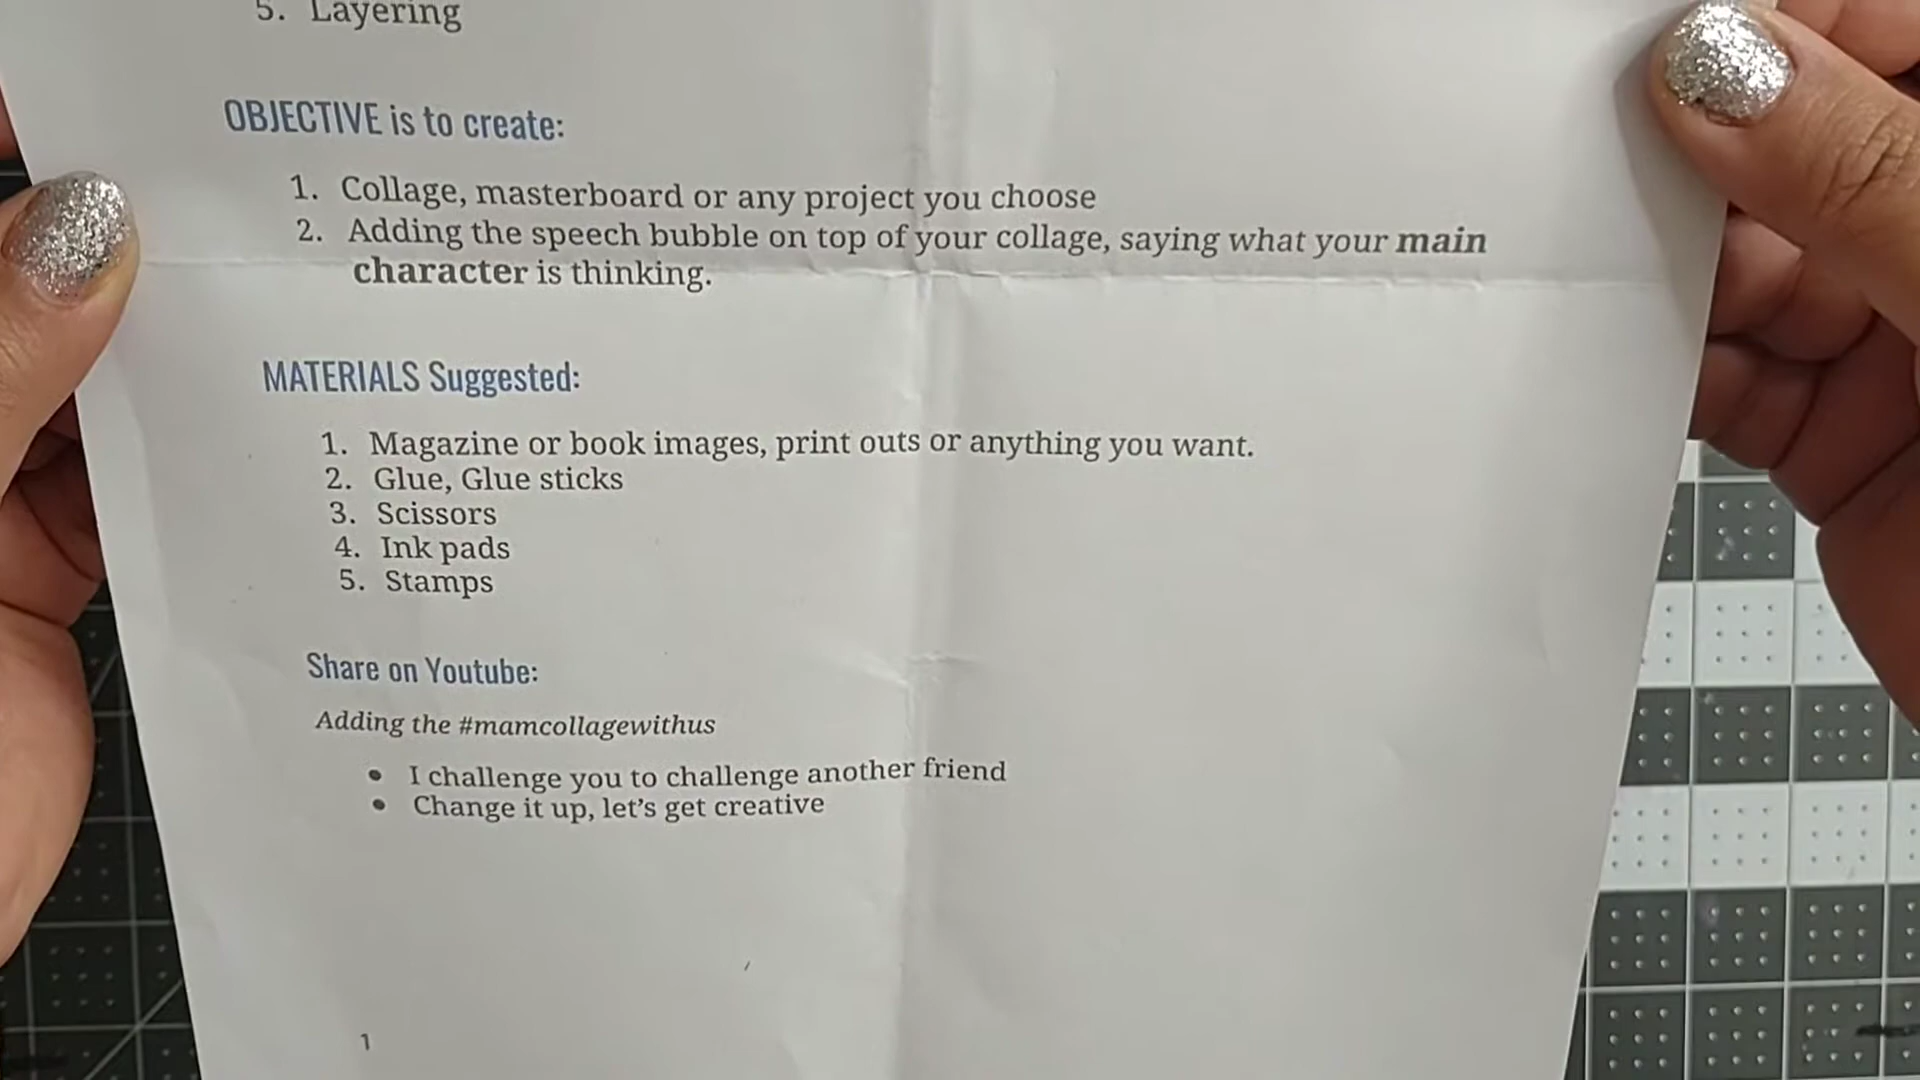 5. Layering
OBJECTIVE is to create:
1. Collage, masterboard or any project you choose
2. Adding the speech bubble on top of your collage, saying what your main
character is thinking.
MATERIALS Suggested:
1. Magazine or book images, print outs or anything you want.
2. Glue, Glue sticks
3. Scissors
4. Ink pads
5. Stamps
Share on Youtube:
Adding the #mamcollagewithus
• I challenge you to challenge another friend
• Change it up, let’s get creative
1